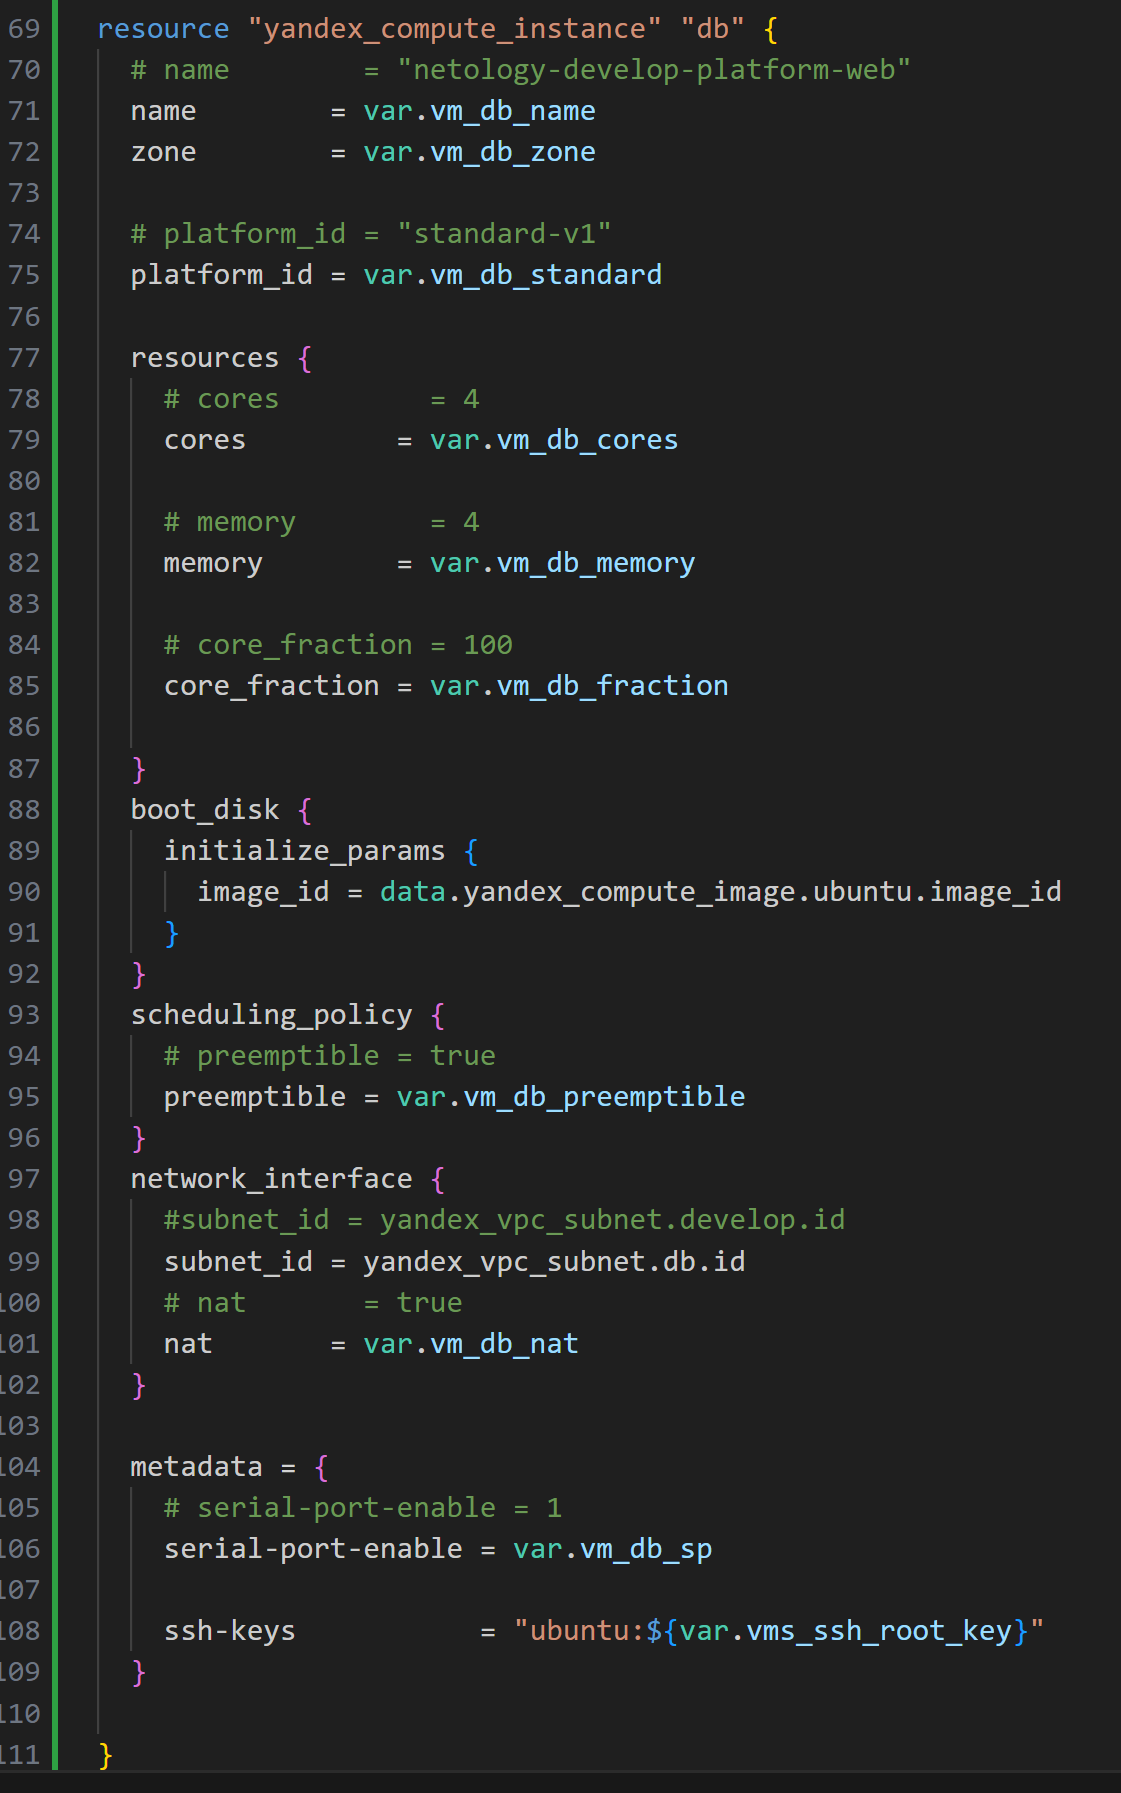 69 resource "yandex_compute_instance" "db" {
70 # name        = "netology-develop-platform-web"
71 name        = var.vm_db_name
72 zone        = var.vm_db_zone
73
74 # platform_id = "standard-v1"
75 platform_id = var.vm_db_standard
76
77 resources {
78 # cores         = 4
79 cores         = var.vm_db_cores
80
81 # memory        = 4
82 memory        = var.vm_db_memory
83
84 # core_fraction = 100
85 core_fraction = var.vm_db_fraction
86
87 }
88 boot_disk {
89 initialize_params {
90 image_id = data.yandex_compute_image.ubuntu.image_id
91 }
92 }
93 scheduling_policy {
94 # preemptible = true
95 preemptible = var.vm_db_preemptible
96 }
97 network_interface {
98 #subnet_id = yandex_vpc_subnet.develop.id
99 subnet_id = yandex_vpc_subnet.db.id
100 # nat       = true
101 nat       = var.vm_db_nat
102 }
103
104 metadata = {
105 # serial-port-enable = 1
106 serial-port-enable = var.vm_db_sp
107
108 ssh-keys           = "ubuntu:${var.vms_ssh_root_key}"
109 }
110
111 }